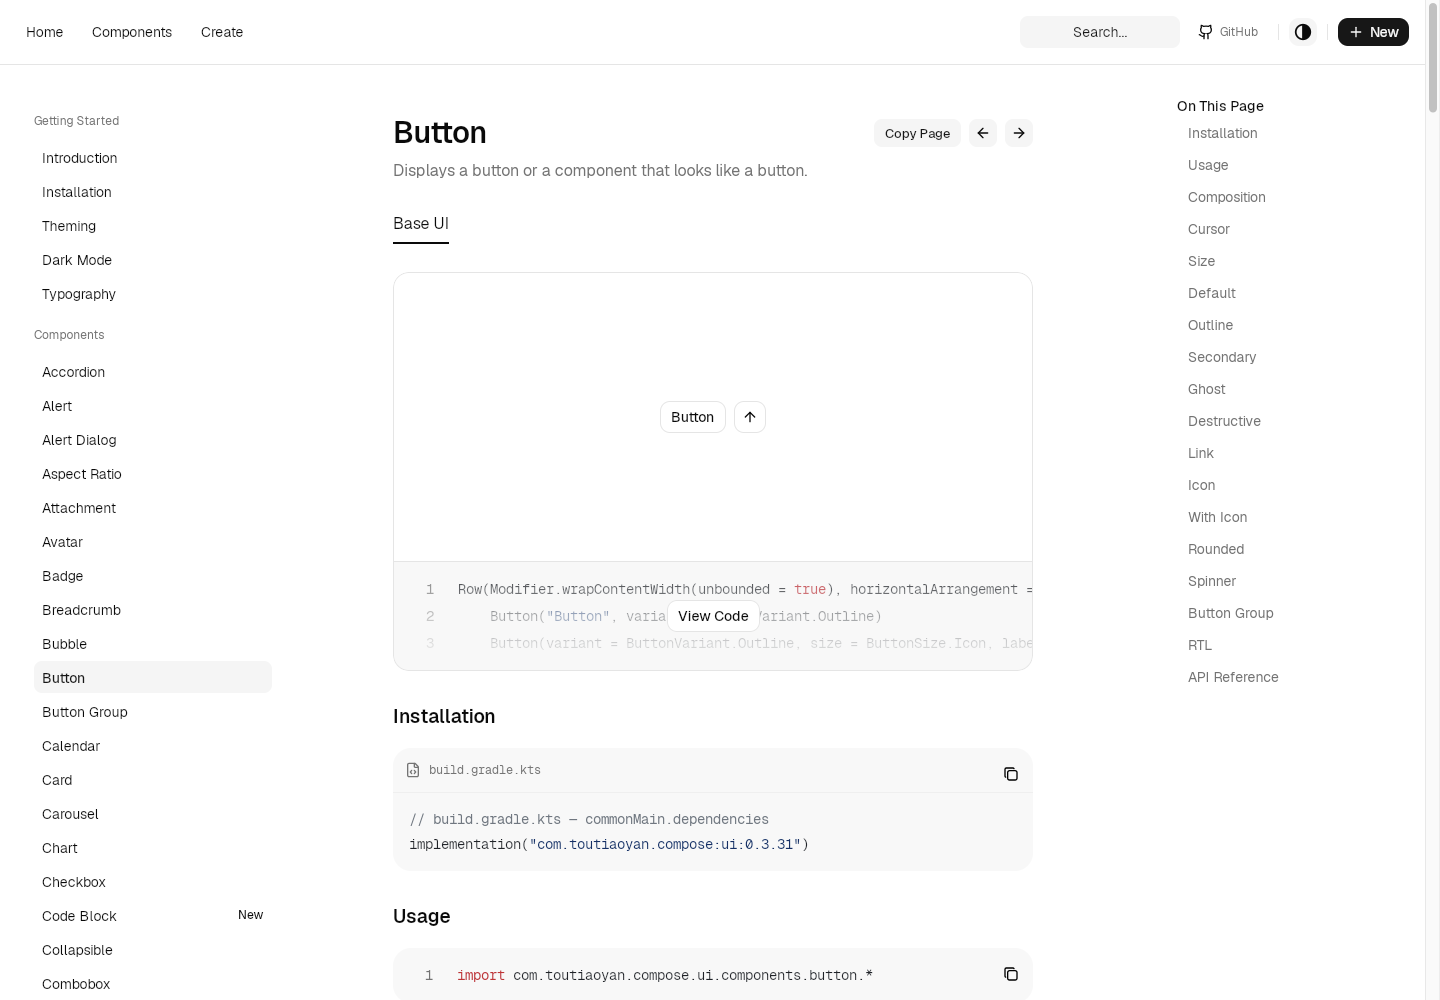 Home Components Create Search... GitHub New
Getting Started
Introduction
Installation
Theming
Dark Mode
Typography
Components
Accordion
Alert
Alert Dialog
Aspect Ratio
Attachment
Avatar
Badge
Breadcrumb
Bubble
Button
Button Group
Calendar
Card
Carousel
Chart
Checkbox
Code Block New
Collapsible
Combobox
Button
Copy Page
Displays a button or a component that looks like a button.
Base UI
Button
1 Row(Modifier.wrapContentWidth(unbounded = true), horizontalArrangement =
2 Button("Button", varia View Code ariant.Outline)
3 Button(variant = ButtonVariant.Outline, size = ButtonSize.Icon, labe
Installation
build.gradle.kts
// build.gradle.kts — commonMain.dependencies
implementation("com.toutiaoyan.compose:ui:0.3.31")
Usage
1 import com.toutiaoyan.compose.ui.components.button.*
On This Page
Installation
Usage
Composition
Cursor
Size
Default
Outline
Secondary
Ghost
Destructive
Link
Icon
With Icon
Rounded
Spinner
Button Group
RTL
API Reference